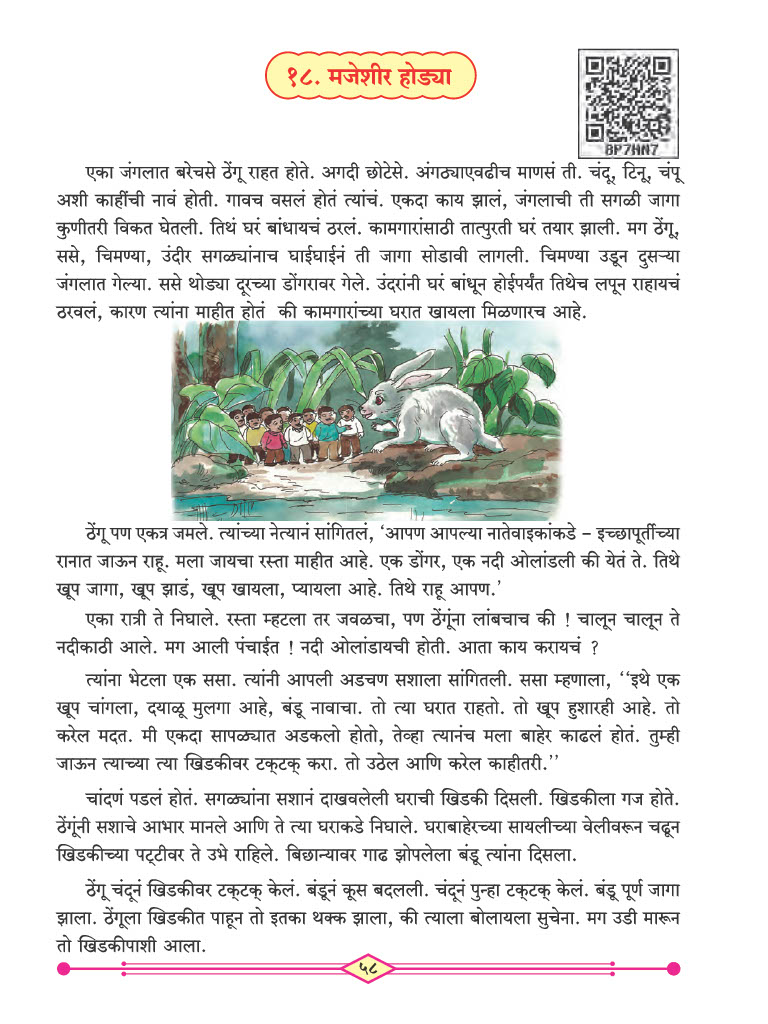 १८. मजेशीर होड्या
BP7HN7
एका जंगलात बरेचसे ठेंगू राहत होते. अगदी छोटेसे. अंगठ्याएवढीच माणसं ती. चंदू, टिनू, चंपू
अशी काहींची नावं होती. गावच वसलं होतं त्यांचं. एकदा काय झालं, जंगलाची ती सगळी जागा
कुणीतरी विकत घेतली. तिथं घरं बांधायचं ठरलं. कामगारांसाठी तात्पुरती घरं तयार झाली. मग ठेंगू,
ससे, चिमण्या, उंदीर सगळ्यांनाच घाईघाईनं ती जागा सोडावी लागली. चिमण्या उडून दुसऱ्या
जंगलात गेल्या. ससे थोड्या दूरच्या डोंगरावर गेले. उंदरांनी घरं बांधून होईपर्यंत तिथेच लपून राहायचं
ठरवलं, कारण त्यांना माहीत होतं की कामगारांच्या घरात खायला मिळणारच आहे.
ठेंगू पण एकत्र जमले. त्यांच्या नेत्यानं सांगितलं, ‘आपण आपल्या नातेवाइकांकडे – इच्छापूर्तीच्या
रानात जाऊन राहू. मला जायचा रस्ता माहीत आहे. एक डोंगर, एक नदी ओलांडली की येतं ते. तिथे
खूप जागा, खूप झाडं, खूप खायला, प्यायला आहे. तिथे राहू आपण.’
एका रात्री ते निघाले. रस्ता म्हटला तर जवळचा, पण ठेंगूंना लांबचाच की ! चालून चालून ते
नदीकाठी आले. मग आली पंचाईत ! नदी ओलांडायची होती. आता काय करायचं ?
त्यांना भेटला एक ससा. त्यांनी आपली अडचण सशाला सांगितली. ससा म्हणाला, ‘‘इथे एक
खूप चांगला, दयाळू मुलगा आहे, बंडू नावाचा. तो त्या घरात राहतो. तो खूप हुशारही आहे. तो
करेल मदत. मी एकदा सापळ्यात अडकलो होतो, तेव्हा त्यानंच मला बाहेर काढलं होतं. तुम्ही
जाऊन त्याच्या त्या खिडकीवर टक्‌टक्‌ करा. तो उठेल आणि करेल काहीतरी.’’
चांदणं पडलं होतं. सगळ्यांना सशानं दाखवलेली घराची खिडकी दिसली. खिडकीला गज होते.
ठेंगूंनी सशाचे आभार मानले आणि ते त्या घराकडे निघाले. घराबाहेरच्या सायलीच्या वेलीवरून चढून
खिडकीच्या पट्‌टीवर ते उभे राहिले. बिछान्यावर गाढ झोपलेला बंडू त्यांना दिसला.
ठेंगू चंदूनं खिडकीवर टक्‌टक्‌ केलं. बंडूनं कूस बदलली. चंदूनं पुन्हा टक्‌टक्‌ केलं. बंडू पूर्ण जागा
झाला. ठेंगूला खिडकीत पाहून तो इतका थक्क झाला, की त्याला बोलायला सुचेना. मग उडी मारून
तो खिडकीपाशी आला.
५८